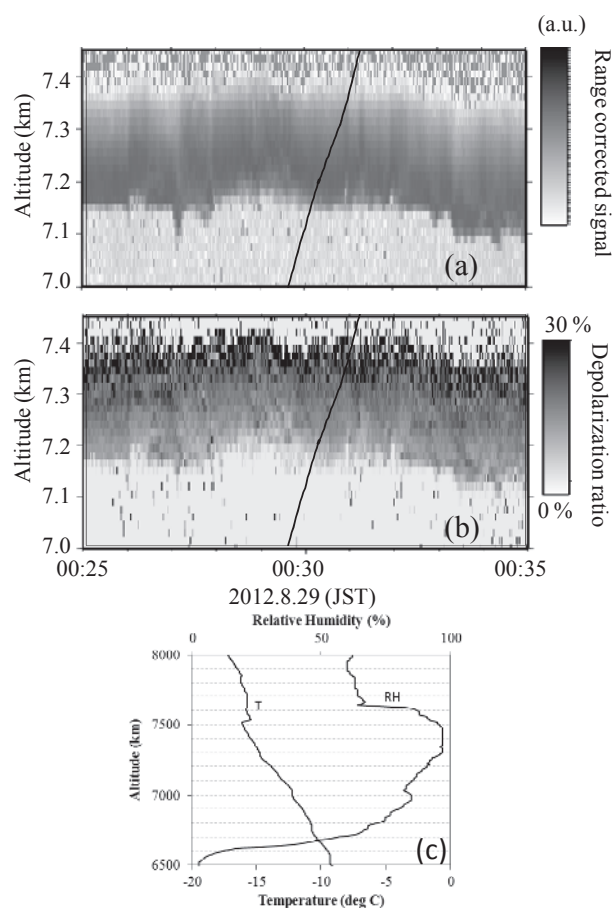 (a.u.)
7.4
7.3
7.2
7.1
7.0
Altitude (km)
(a)
Range corrected signal
7.4
7.3
7.2
7.1
7.0
Altitude (km)
(b)
30 %
0 %
Depolarization ratio
00:25 00:30 00:35
2012.8.29 (JST)
Relative Humidity (%)
0 50 100
8000
7500
7000
6500
Altitude (km)
T
RH
(c)
-20 -15 -10 -5 0
Temperature (deg C)